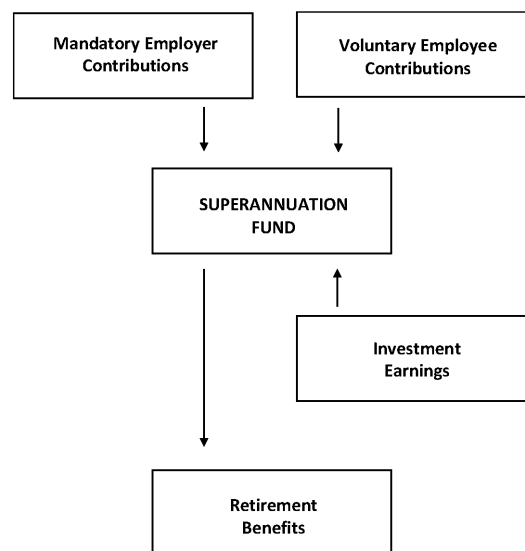 Mandatory Employer
Contributions
Voluntary Employee
Contributions
SUPERANNUATION
FUND
Investment
Earnings
Retirement
Benefits